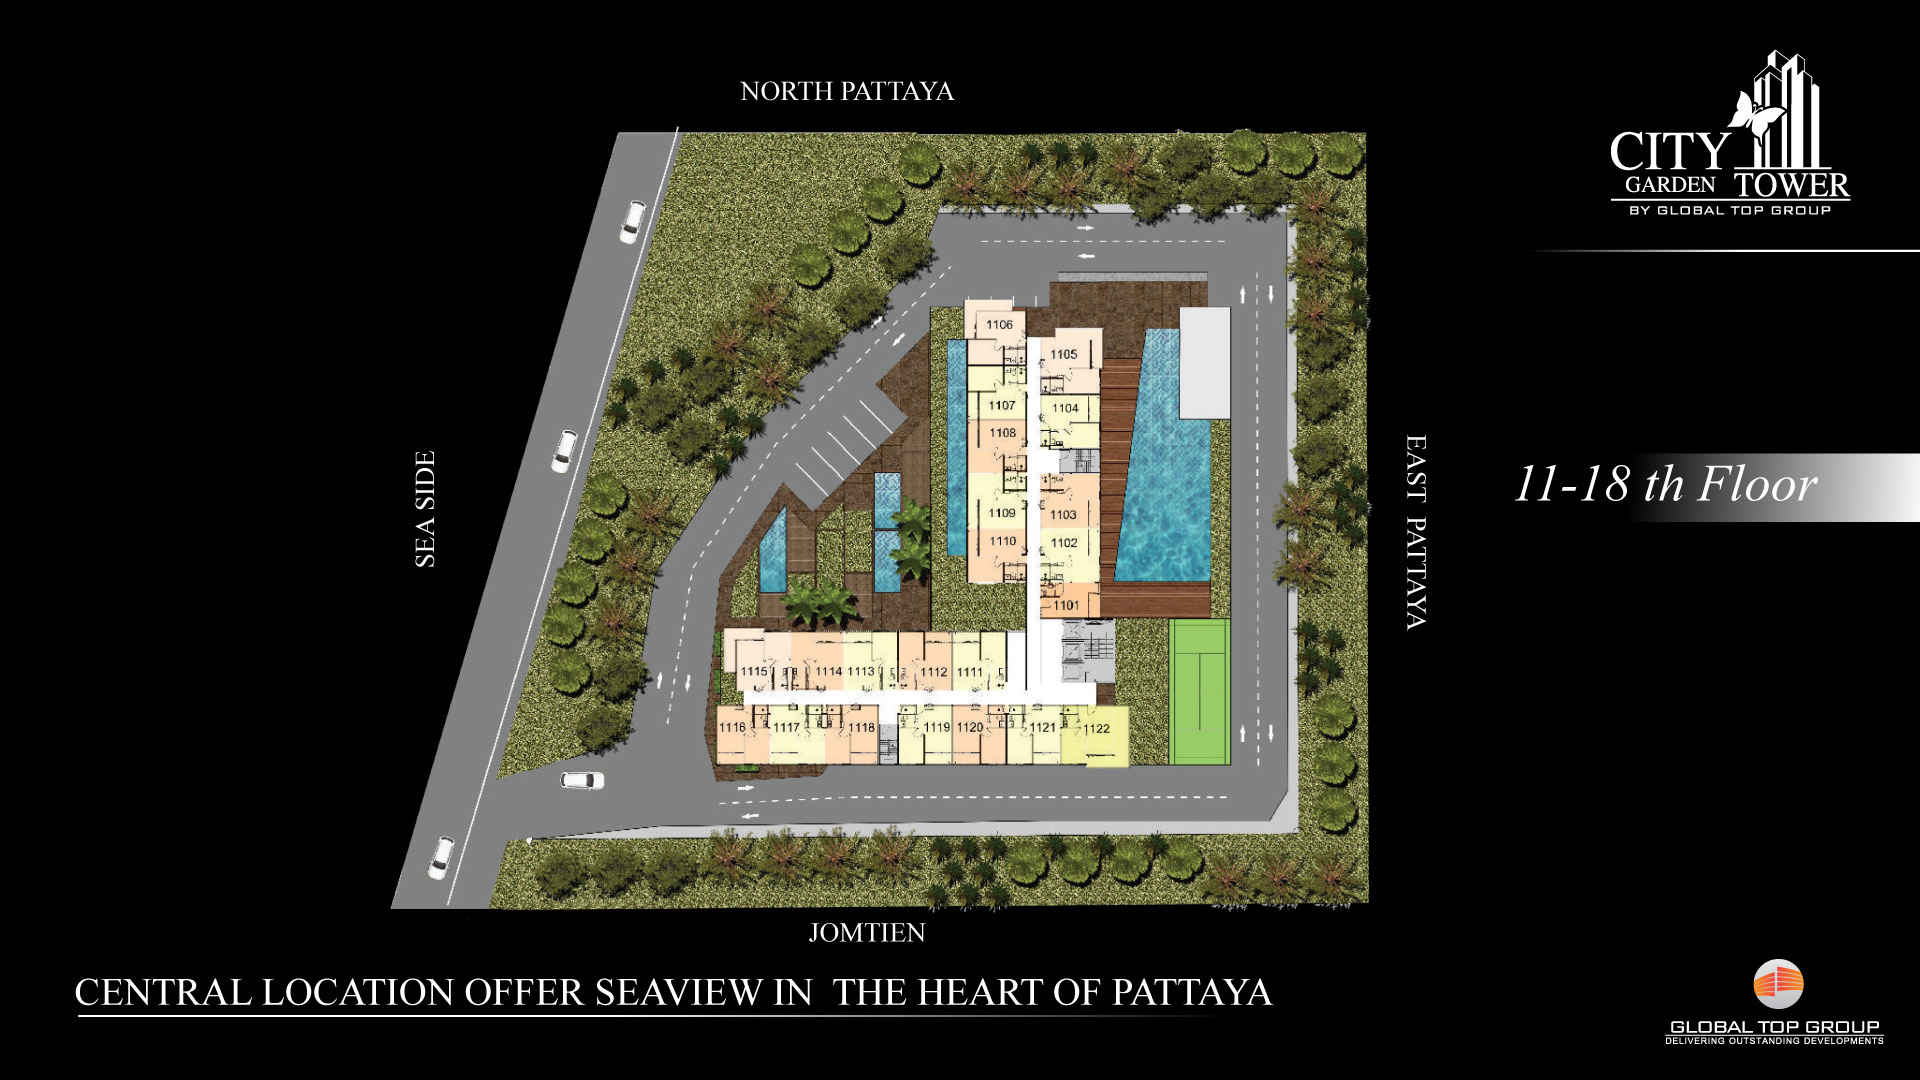 NORTH PATTAYA
CITY
GARDEN TOWER
BY GLOBAL TOP GROUP
SEA SIDE
EAST PATTAYA
11-18 th Floor
1106
1105
1107
1104
1108
1109
1103
1110
1102
1101
1115
1114
1113
1112
1111
1116
1117
1118
1119
1120
1121
1122
JOMTIEN
CENTRAL LOCATION OFFER SEAVIEW IN THE HEART OF PATTAYA
GLOBAL TOP GROUP
DELIVERING OUTSTANDING DEVELOPMENTS